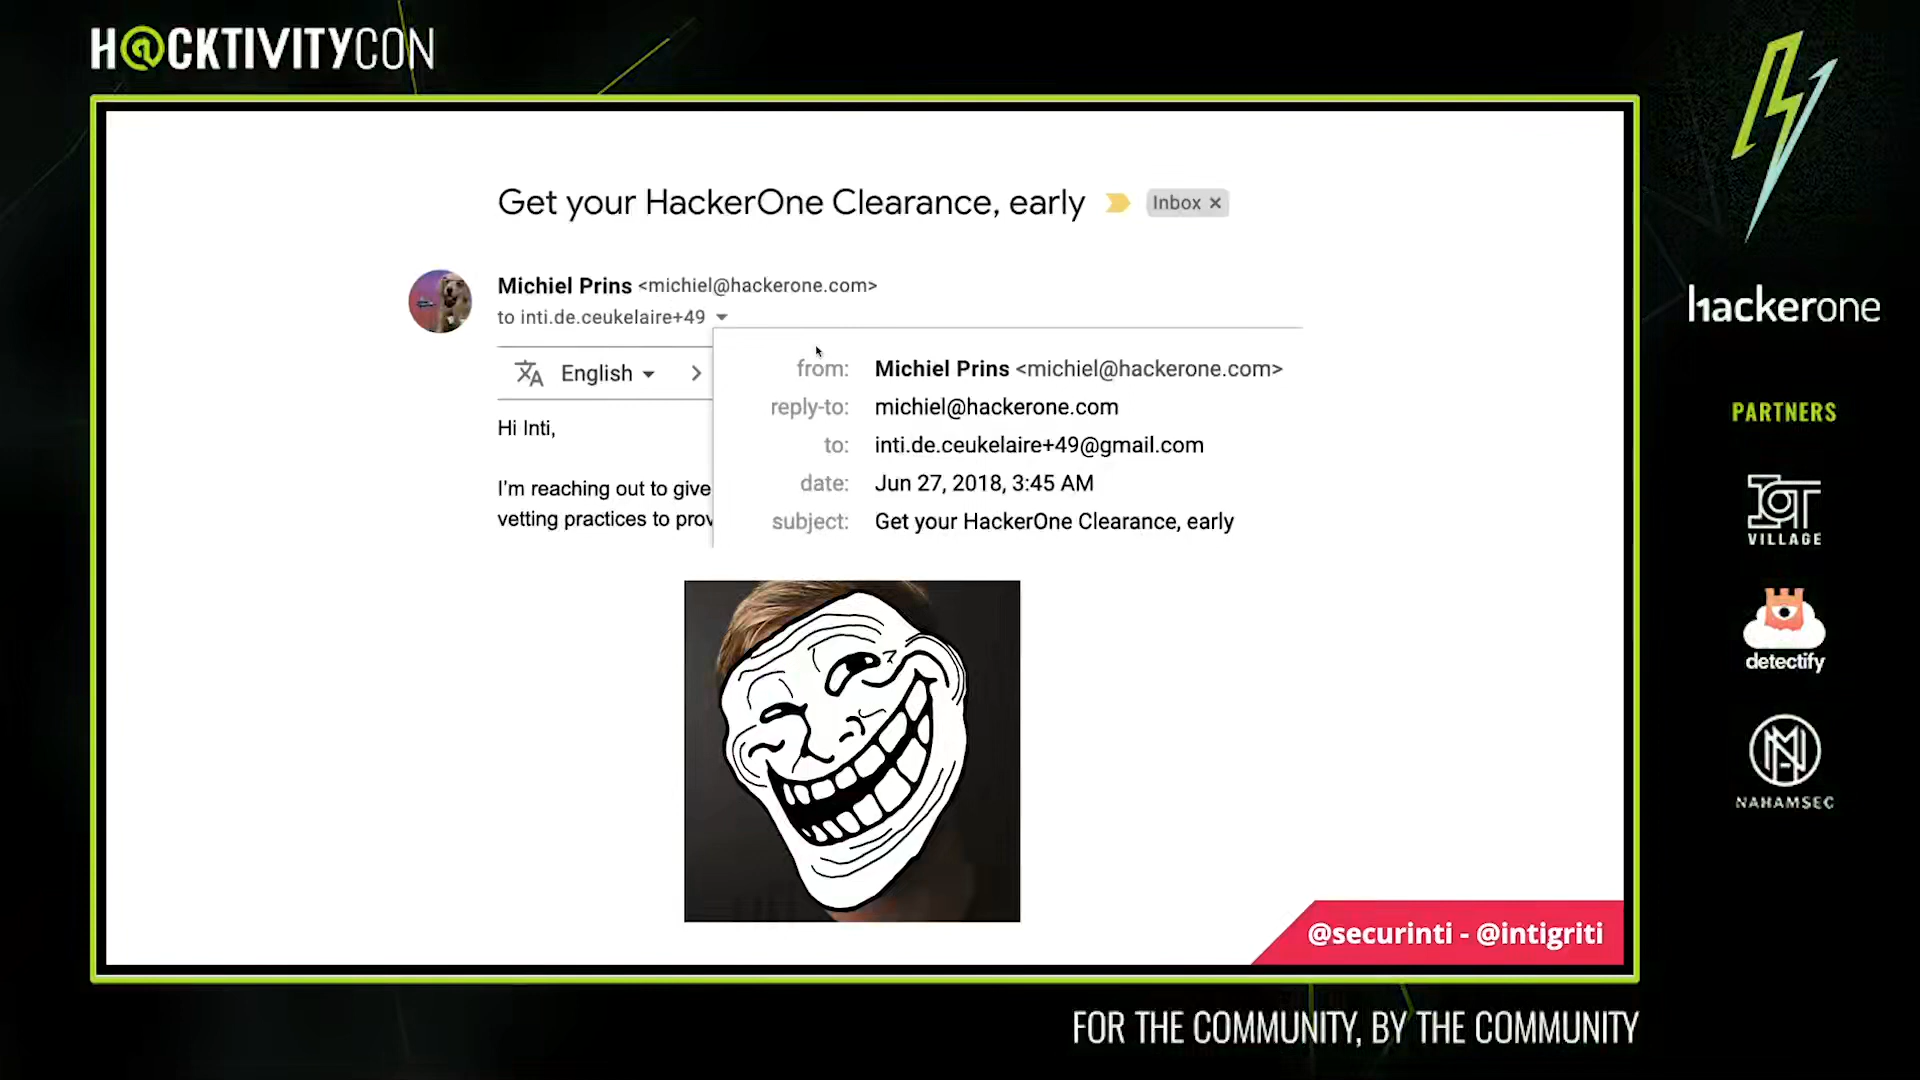 H@CKTIVITYCON
Get your HackerOne Clearance, early Inbox ×
Michiel Prins <michiel@hackerone.com>
to inti.de.ceukelaire+49
English
from: Michiel Prins <michiel@hackerone.com>
reply-to: michiel@hackerone.com
to: inti.de.ceukelaire+49@gmail.com
date: Jun 27, 2018, 3:45 AM
subject: Get your HackerOne Clearance, early
Hi Inti,
I'm reaching out to give
vetting practices to prov
@securinti - @intigriti
hackerone
PARTNERS
IOT
VILLAGE
detectify
NAHAMSEC
FOR THE COMMUNITY, BY THE COMMUNITY